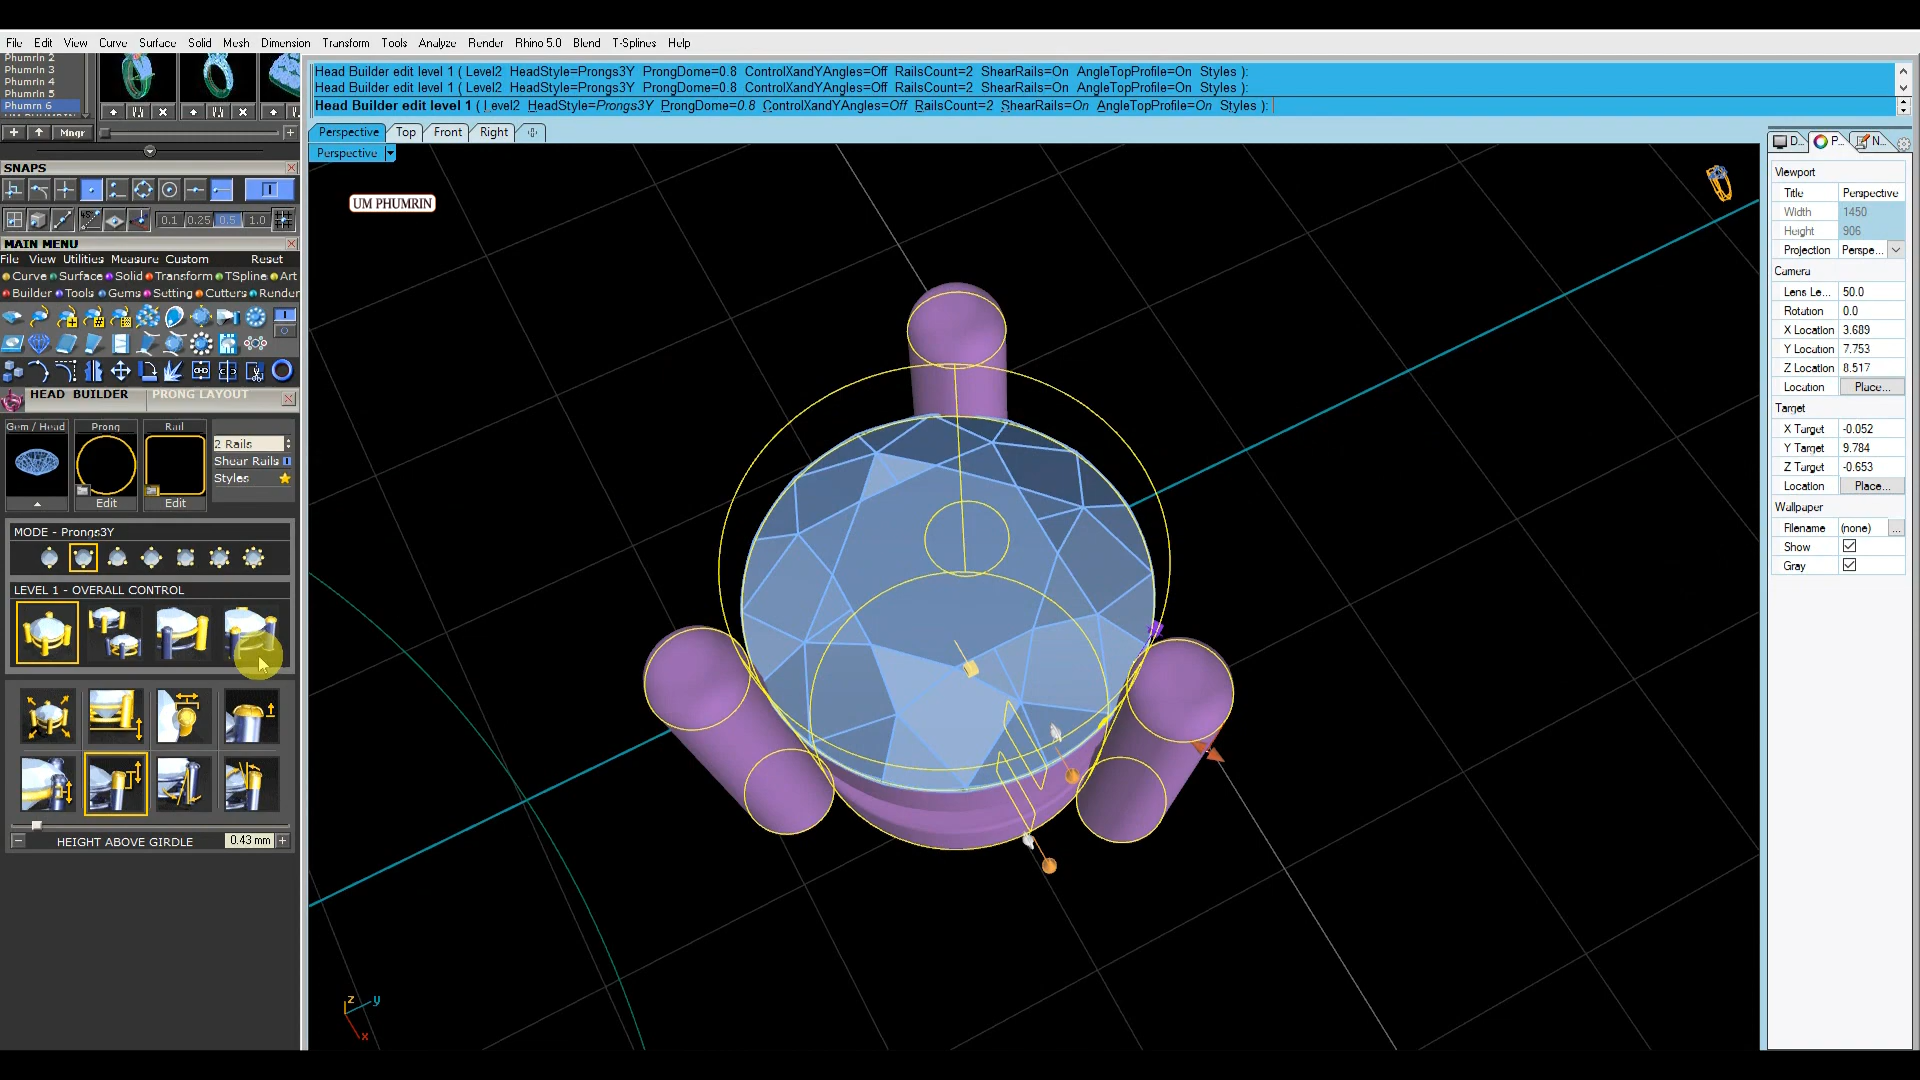 File Edit View Curve Surface Solid Mesh Dimension Transform Tools Analyze Render Rhino 5.0 Blend T-Splines Help
Phumrin 3
Phumrin 4
Phumrin 5
Phumrin 6
Mngr
Head Builder edit level 1 ( Level2 HeadStyle=Prongs3Y ProngDome=0.8 ControlXandYAngles=Off RailsCount=2 ShearRails=On AngleTopProfile=On Styles ):
Head Builder edit level 1 ( Level2 HeadStyle=Prongs3Y ProngDome=0.8 ControlXandYAngles=Off RailsCount=2 ShearRails=On AngleTopProfile=On Styles ):
Head Builder edit level 1 ( Level2 HeadStyle=Prongs3Y ProngDome=0.8 ControlXandYAngles=Off RailsCount=2 ShearRails=On AngleTopProfile=On Styles ):
Perspective Top Front Right
Perspective
UM PHUMRIN
SNAPS
0.1 0.25 0.5 1.0
MAIN MENU
File View Utilities Measure Custom Reset
Curve Surface Solid Transform TSpline Art
Builder Tools Gems Setting Cutters Render
HEAD BUILDER PRONG LAYOUT
Gem / Head Prong Rail
2 Rails
Shear Rails
Styles
Edit Edit
MODE - Prongs3Y
LEVEL 1 - OVERALL CONTROL
HEIGHT ABOVE GIRDLE 0.43 mm
z y
x
D... P... N...
Viewport
Title Perspective
Width 1450
Height 906
Projection Perspe...
Camera
Lens Le... 50.0
Rotation 0.0
X Location 3.689
Y Location 7.753
Z Location 8.517
Location Place...
Target
X Target -0.052
Y Target 9.784
Z Target -0.653
Location Place...
Wallpaper
Filename (none) ...
Show
Gray